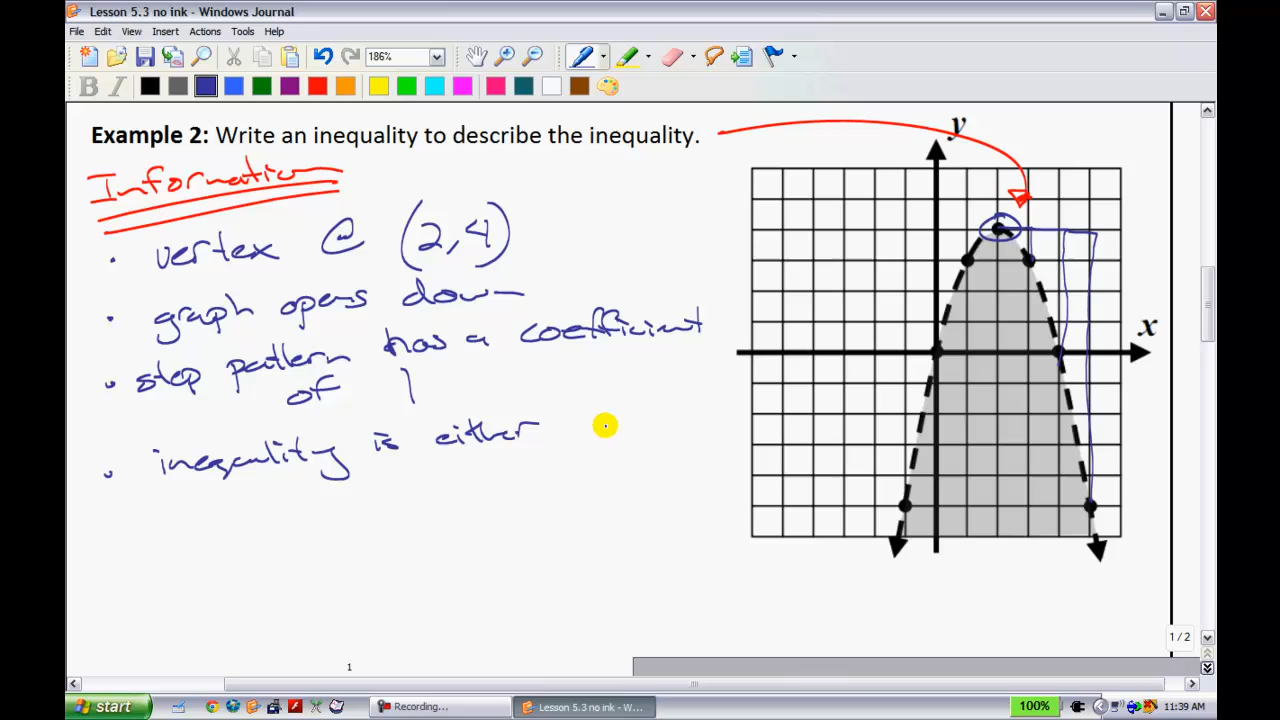 Lesson 5.3 no ink - Windows Journal
File Edit View Insert Actions Tools Help
186%
B I
Example 2: Write an inequality to describe the inequality.
y
Information
• vertex @ (2,4)
• graph opens down
• step pattern has a coefficient
of 1
x
• inequality is either
1 / 2
1
start
Recording...
Lesson 5.3 no ink - W...
100%
11:39 AM